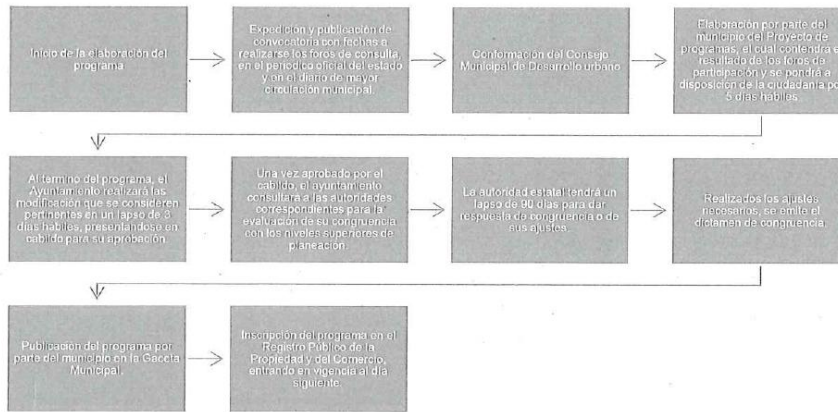 Inicio de la elaboración del
programa
Expedición y publicación de
convocatoria con fechas a
realizarse los foros de consulta,
en el periodico oficial del estado
y en el diario de mayor
circulación municipal.
Conformación del Consejo
Municipal de Desarrollo urbano
Elaboración por parte del
municipio del Proyecto de
programas, el cual contendrá el
resultado de los foros de
participación y se pondrá a
disposición de la ciudadanía por
5 días habiles.
Al termino del programa, el
Ayuntamiento realizará las
modificación que se consideren
pertinentes en un lapso de 3
días habiles, presentandose en
cabildo para su aprobación.
Una vez aprobado por el
cabildo, el ayuntamiento
consultara a las autoridades
correspondientes para la
evaluación de su congruencia
con los niveles superiores de
planeación.
La autoridad estatal tendrá un
lapso de 90 días para dar
respuesta de congruencia o de
sus ajustes.
Realizados los ajustes
necesarios, se emite el
dictamen de congruencia.
Publicación del programa por
parte del municipio en la Gaceta
Municipal.
Inscripción del programa en el
Registro Público de la
Propiedad y del Comercio,
entrando en vigencia al día
siguiente.